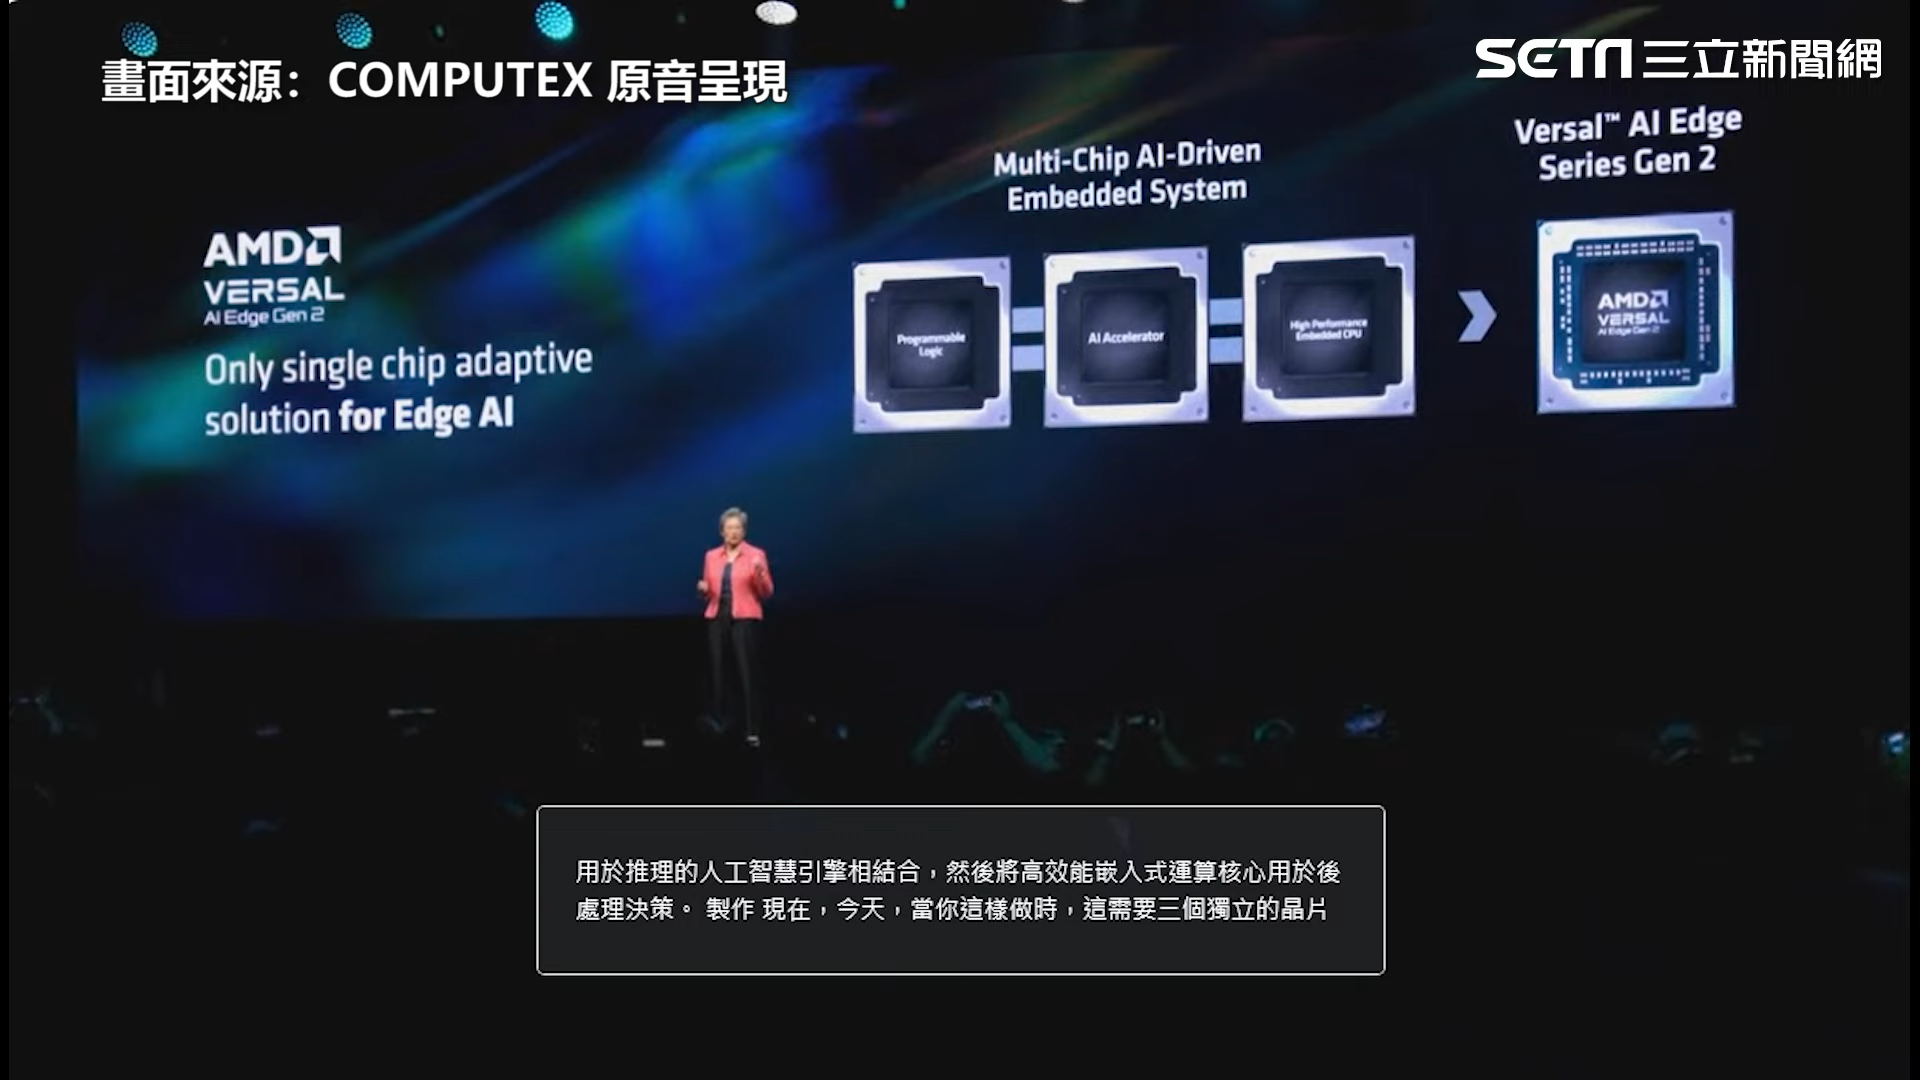 畫面來源：COMPUTEX 原音呈現
SETN三立新聞網
AMD
VERSAL
AI Edge Gen 2
Only single chip adaptive
solution for Edge AI
Multi-Chip AI-Driven
Embedded System
Programmable
Logic
AI Accelerator
High Performance
Embedded CPU
Versal™ AI Edge
Series Gen 2
AMD
VERSAL
AI Edge Gen 2
用於推理的人工智慧引擎相結合，然後將高效能嵌入式運算核心用於後
處理決策。 製作 現在，今天，當你這樣做時，這需要三個獨立的晶片